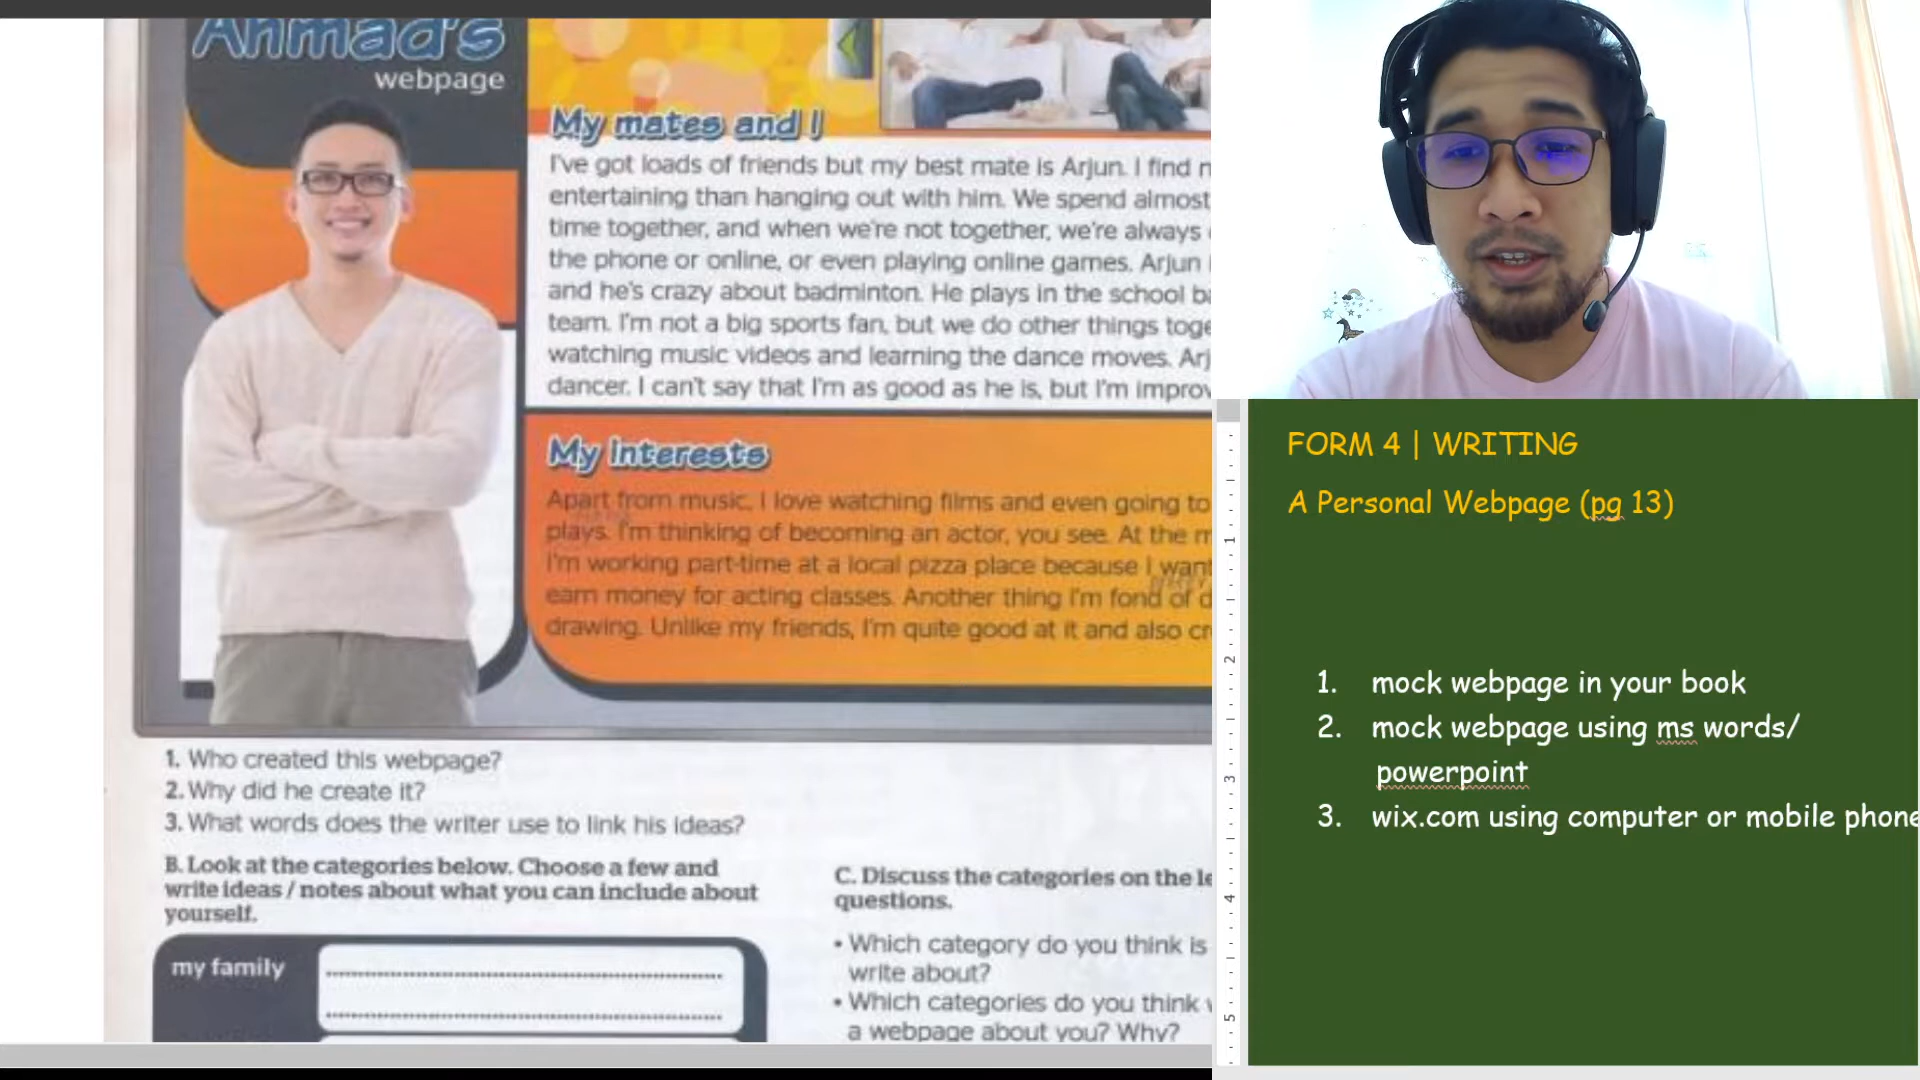 Ahmad's
webpage
My mates and I
I've got loads of friends but my best mate is Arjun. I find
entertaining than hanging out with him. We spend almost
time together, and when we're not together, we're always
the phone or online, or even playing online games. Arjun
and he's crazy about badminton. He plays in the school
team. I'm not a big sports fan, but we do other things
watching music videos and learning the dance moves.
dancer. I can't say that I'm as good as he is, but I'm
My interests
Apart from music, I love watching films and even going to
plays. I'm thinking of becoming an actor, you see. At the
I'm working part-time at a local pizza place because I want
earn money for acting classes. Another thing I'm fond of
drawing. Unlike my friends, I'm quite good at it and also
1. Who created this webpage?
2. Why did he create it?
3. What words does the writer use to link his ideas?
B. Look at the categories below. Choose a few and
write ideas / notes about what you can include about
yourself.
my family
C. Discuss the categories on the
questions.
• Which category do you think is
write about?
• Which categories do you think
a webpage about you? Why?
FORM 4 | WRITING
A Personal Webpage (pg 13)
1. mock webpage in your book
2. mock webpage using ms words/
powerpoint
3. wix.com using computer or mobile phone
1
2
3
4
5